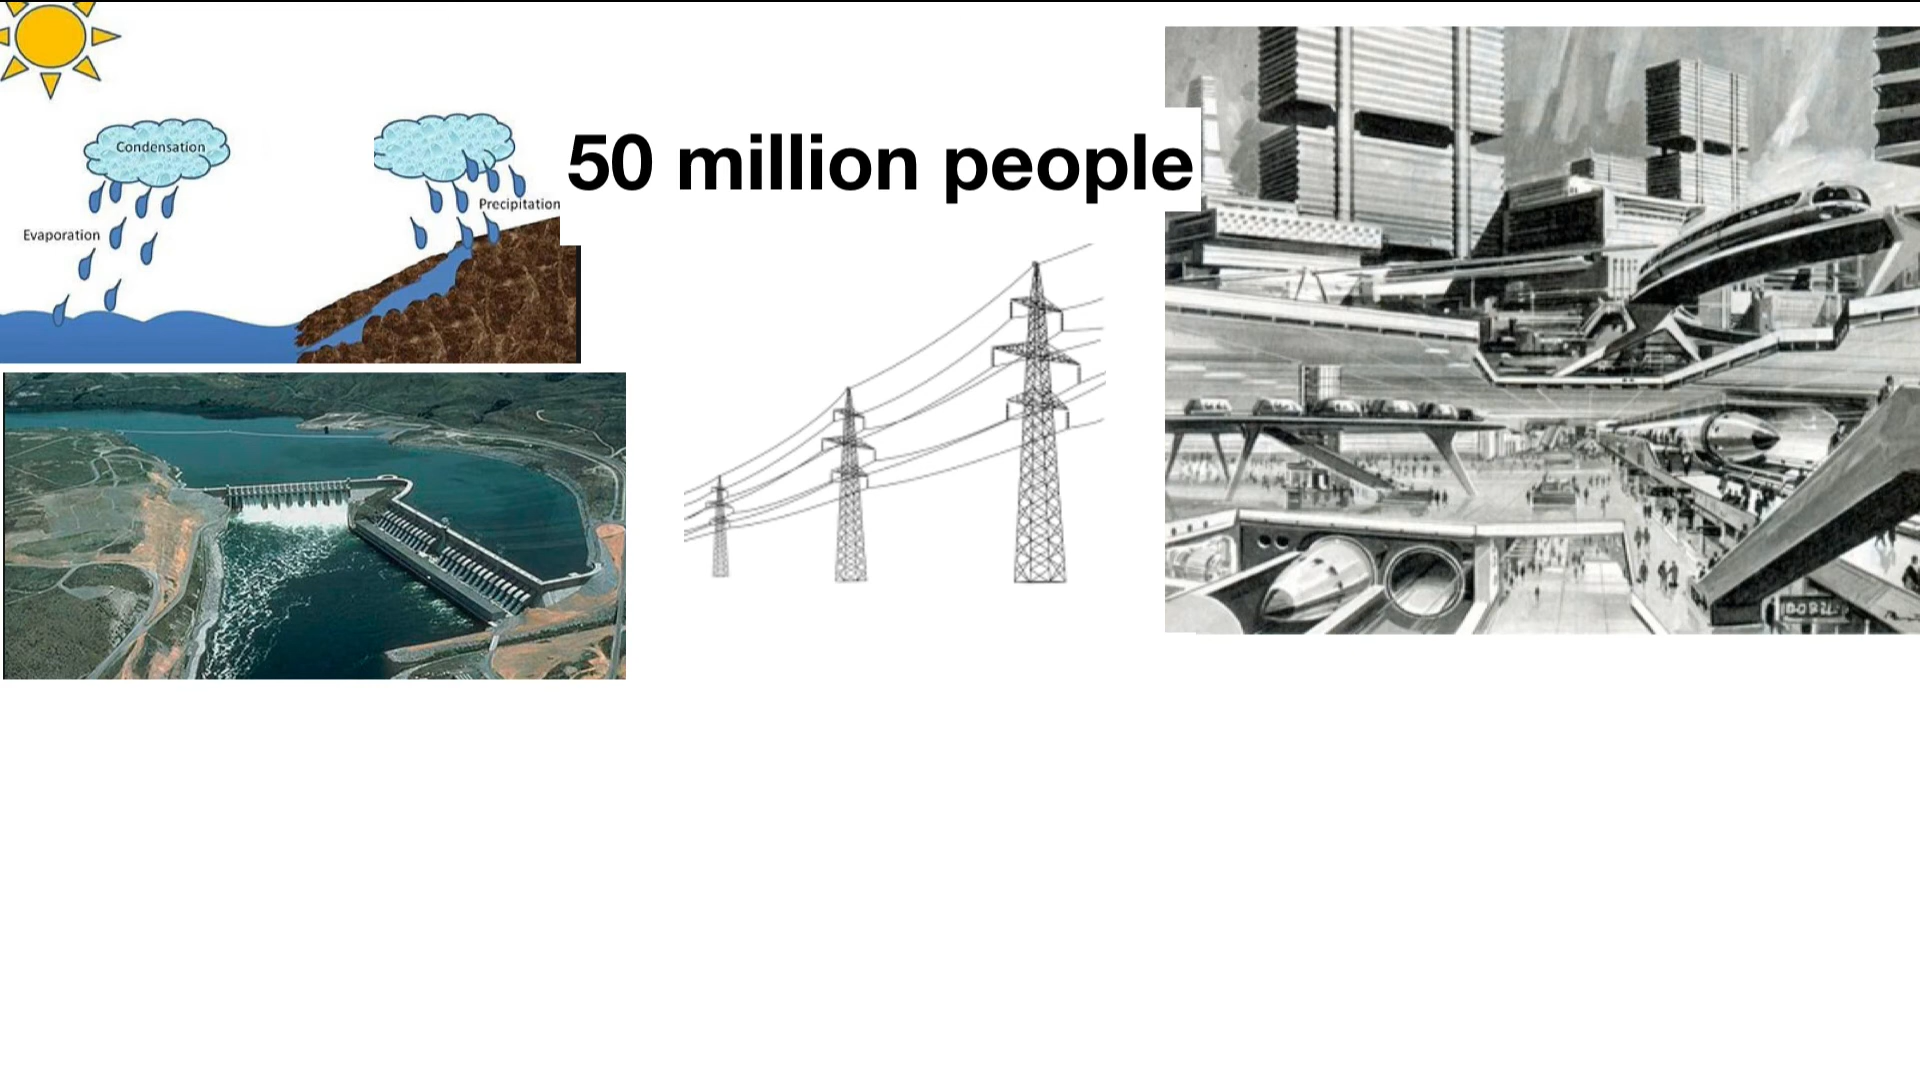 Condensation
50 million people
Precipitation
Evaporation